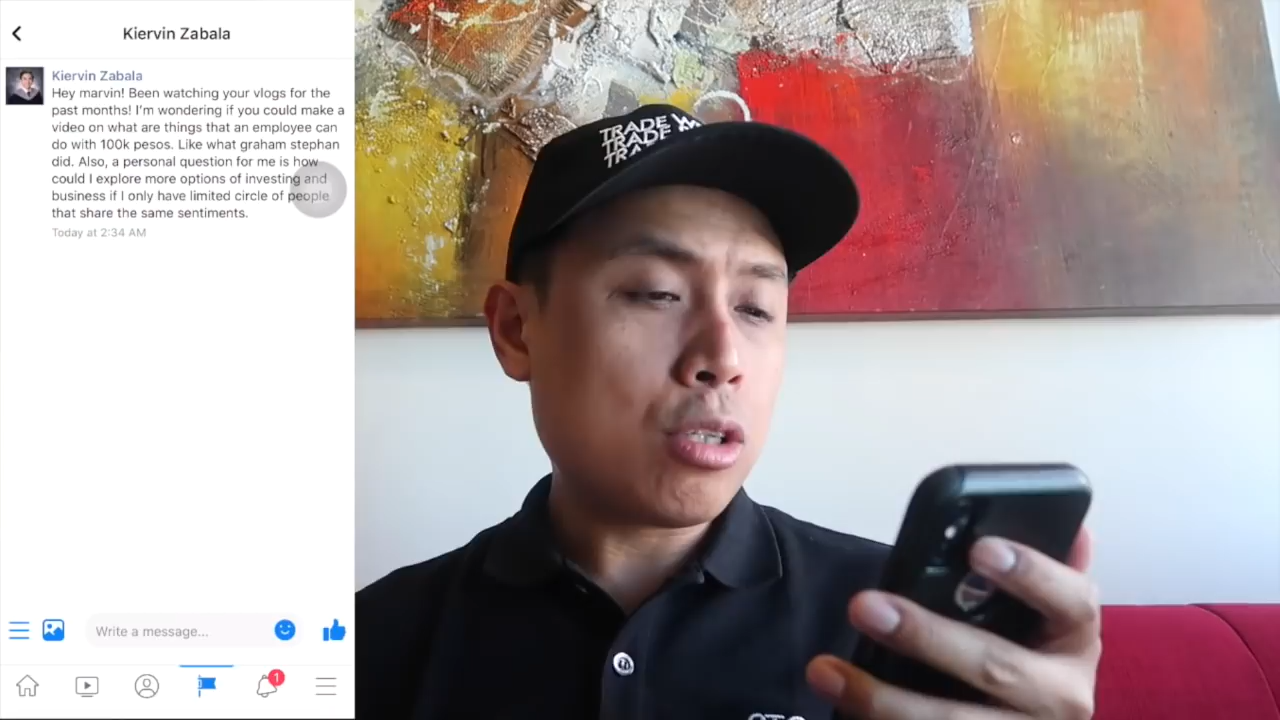 Kiervin Zabala
Kiervin Zabala
Hey marvin! Been watching your vlogs for the
past months! I'm wondering if you could make a
video on what are things that an employee can
do with 100k pesos. Like what graham stephan
did. Also, a personal question for me is how
could I explore more options of investing and
business if I only have limited circle of people
that share the same sentiments.
Today at 2:34 AM
Write a message...
1
TRADE
TRADE